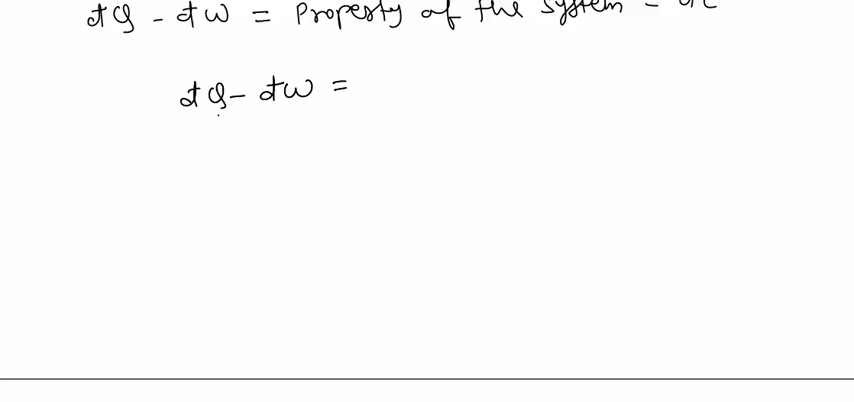 đQ - đW = Property of the system =
đQ - đW =